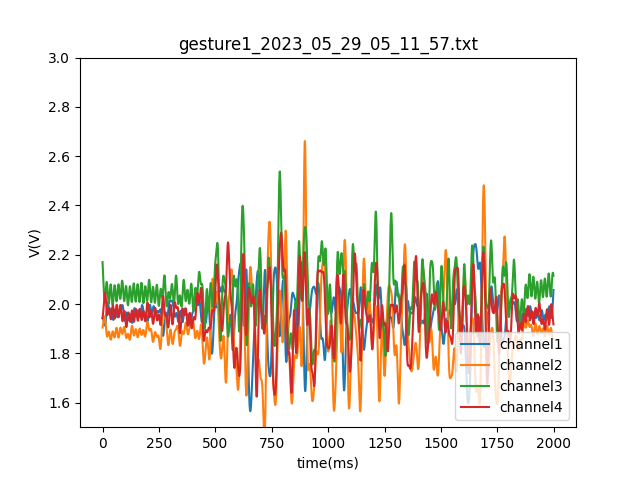 gesture1_2023_05_29_05_11_57.txt
3.0
2.8
2.6
2.4
2.2
2.0
1.8
1.6
V(V)
channel1
channel2
channel3
channel4
0 250 500 750 1000 1250 1500 1750 2000
time(ms)